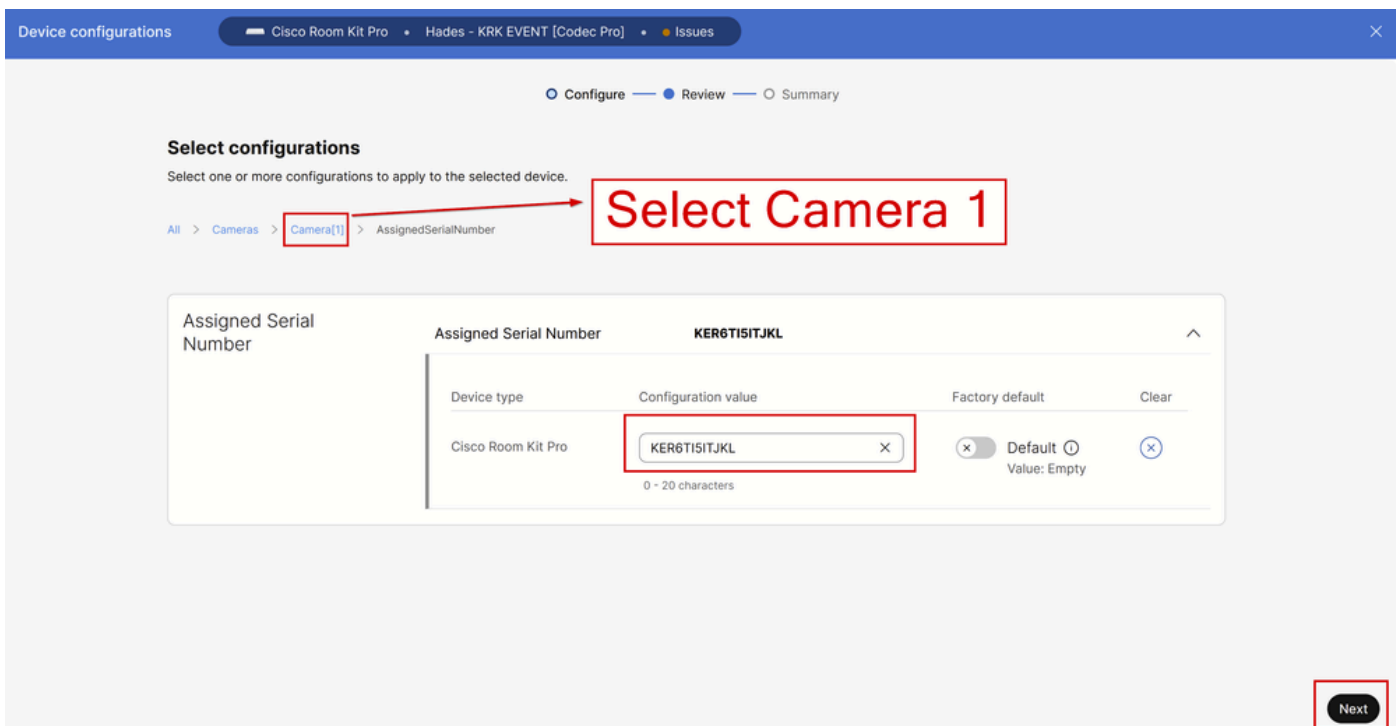 Device configurations
Cisco Room Kit Pro • Hades - KRK EVENT [Codec Pro] • Issues
Configure
Review
Summary
Select configurations
Select one or more configurations to apply to the selected device.
Select Camera 1
All > Cameras > Camera[1] > AssignedSerialNumber
Assigned Serial
Number
Assigned Serial Number
KER6TI5ITJKL
Device type
Configuration value
Factory default
Clear
Cisco Room Kit Pro
KER6TI5ITJKL
Default
Value: Empty
0 - 20 characters
Next